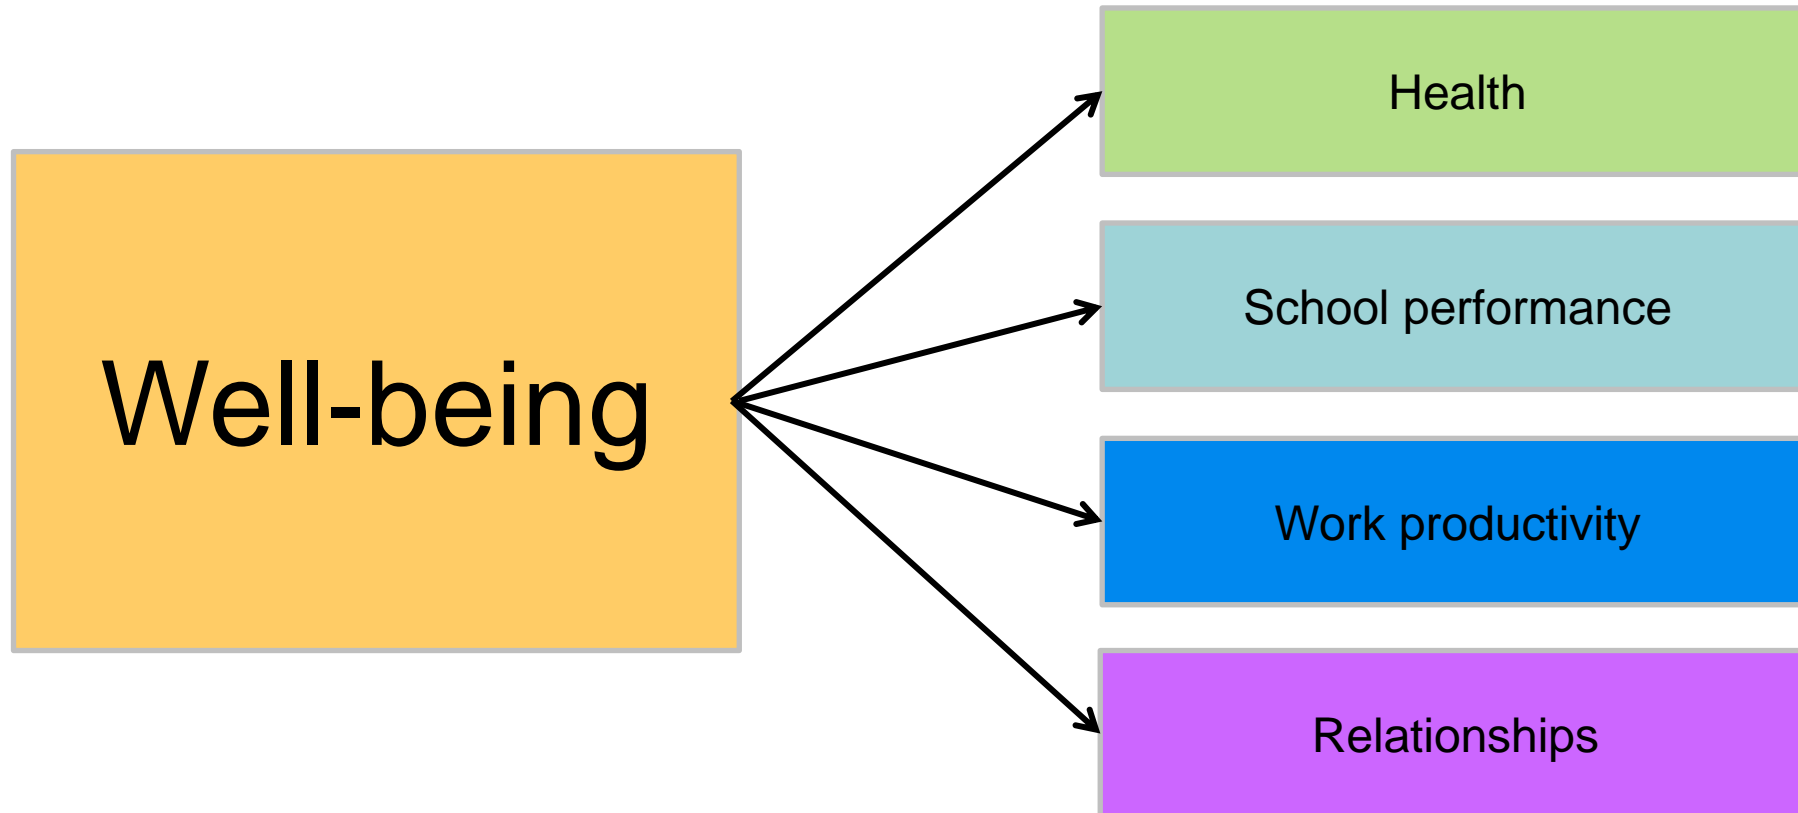 Well-being
Health
School performance
Work productivity
Relationships